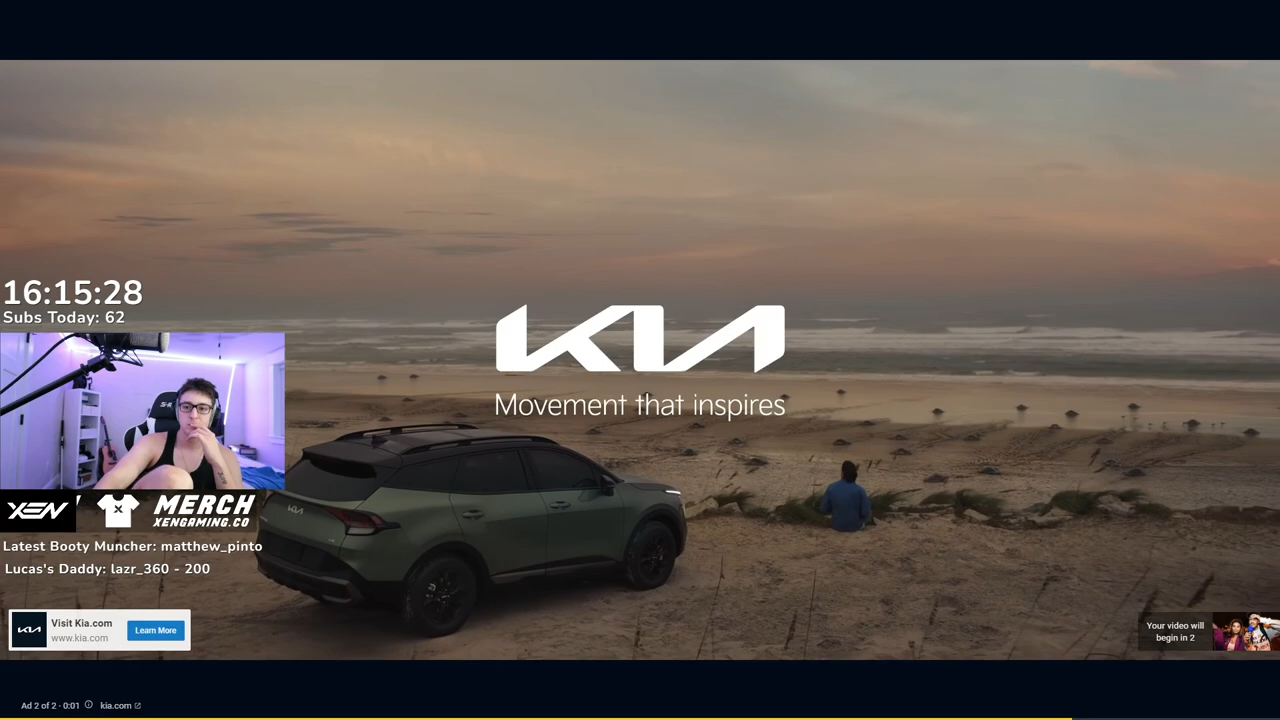 16:15:28
Subs Today: 62
KIA
Movement that inspires
XEN
MERCH
XENGAMING.CO
Latest Booty Muncher: matthew_pinto
Lucas's Daddy: lazr_360 - 200
KIA
Visit Kia.com
www.kia.com
Learn More
Your video will
begin in 2
Ad 2 of 2 · 0:01
kia.com